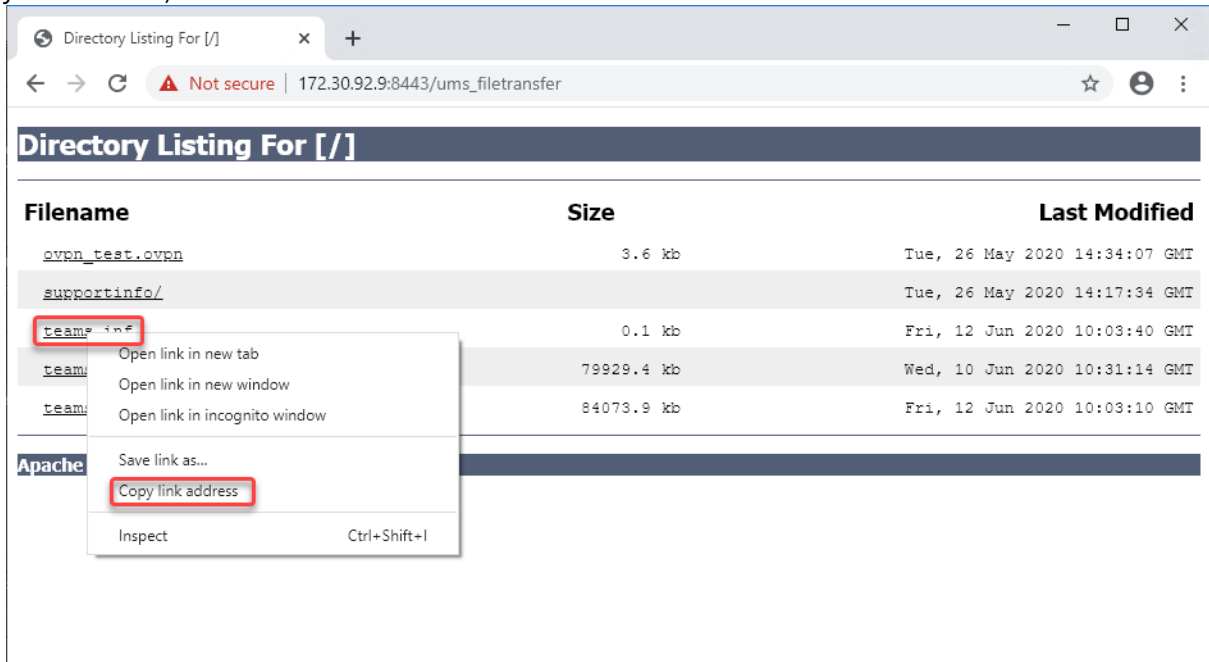 Directory Listing For [/]
Not secure | 172.30.92.9:8443/ums_filetransfer
Directory Listing For [/]
Filename Size Last Modified
ovpn_test.ovpn 3.6 kb Tue, 26 May 2020 14:34:07 GMT
supportinfo/ Tue, 26 May 2020 14:17:34 GMT
teams.inf 0.1 kb Fri, 12 Jun 2020 10:03:40 GMT
Open link in new tab
teams 79929.4 kb Wed, 10 Jun 2020 10:31:14 GMT
Open link in new window
teams 84073.9 kb Fri, 12 Jun 2020 10:03:10 GMT
Open link in incognito window
Save link as...
Apache
Copy link address
Inspect Ctrl+Shift+I